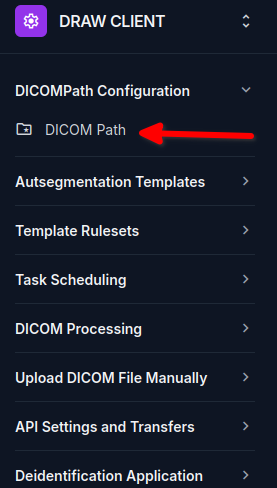 DRAW CLIENT
DICOMPath Configuration
DICOM Path
Autsegmentation Templates
Template Rulesets
Task Scheduling
DICOM Processing
Upload DICOM File Manually
API Settings and Transfers
Deidentification Application